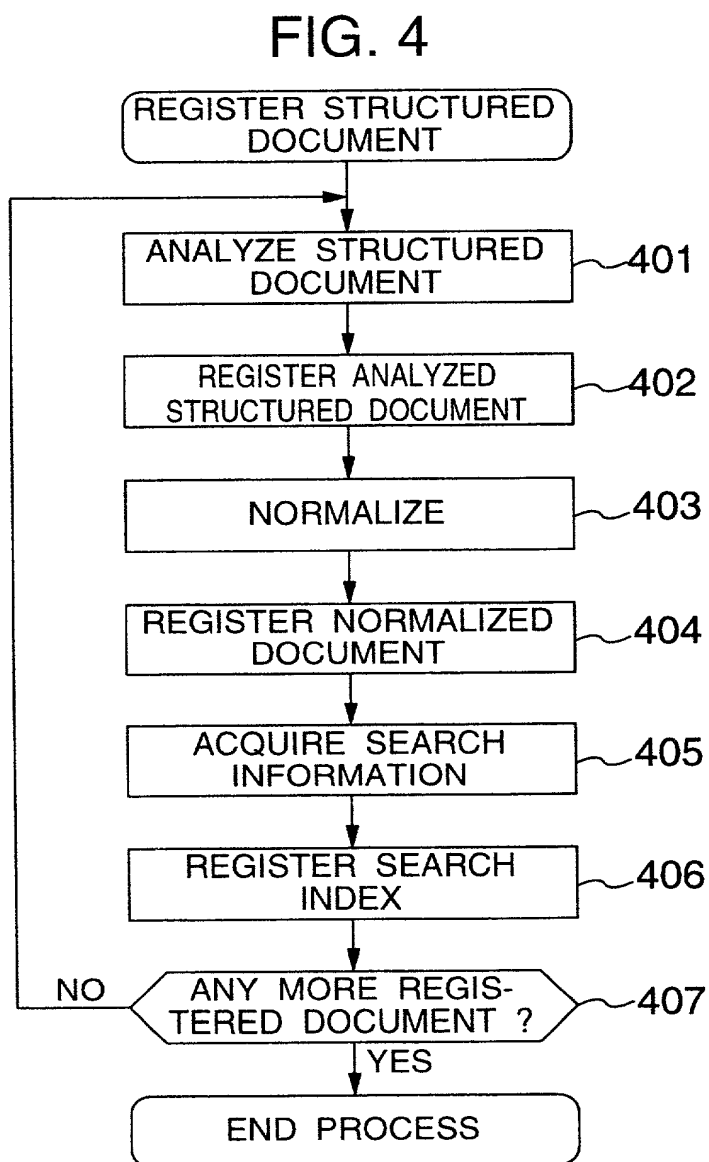 FIG. 4
REGISTER STRUCTURED
DOCUMENT
ANALYZE STRUCTURED
DOCUMENT
401
REGISTER ANALYZED
STRUCTURED DOCUMENT
402
NORMALIZE
403
REGISTER NORMALIZED
DOCUMENT
404
ACQUIRE SEARCH
INFORMATION
405
REGISTER SEARCH
INDEX
406
NO
ANY MORE REGIS-
TERED DOCUMENT ?
407
YES
END PROCESS